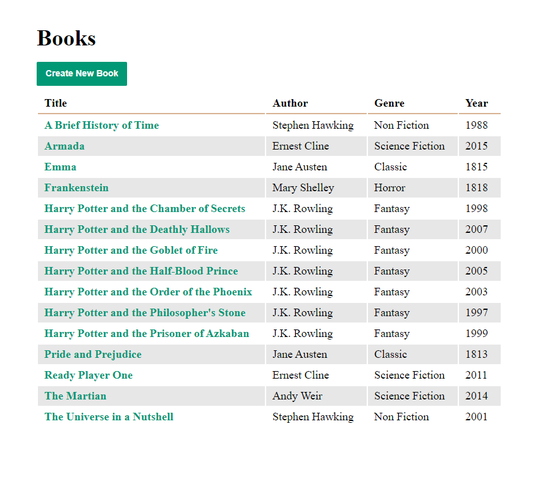 Books
Create New Book
Title Author Genre Year
A Brief History of Time Stephen Hawking Non Fiction 1988
Armada Ernest Cline Science Fiction 2015
Emma Jane Austen Classic 1815
Frankenstein Mary Shelley Horror 1818
Harry Potter and the Chamber of Secrets J.K. Rowling Fantasy 1998
Harry Potter and the Deathly Hallows J.K. Rowling Fantasy 2007
Harry Potter and the Goblet of Fire J.K. Rowling Fantasy 2000
Harry Potter and the Half-Blood Prince J.K. Rowling Fantasy 2005
Harry Potter and the Order of the Phoenix J.K. Rowling Fantasy 2003
Harry Potter and the Philosopher's Stone J.K. Rowling Fantasy 1997
Harry Potter and the Prisoner of Azkaban J.K. Rowling Fantasy 1999
Pride and Prejudice Jane Austen Classic 1813
Ready Player One Ernest Cline Science Fiction 2011
The Martian Andy Weir Science Fiction 2014
The Universe in a Nutshell Stephen Hawking Non Fiction 2001